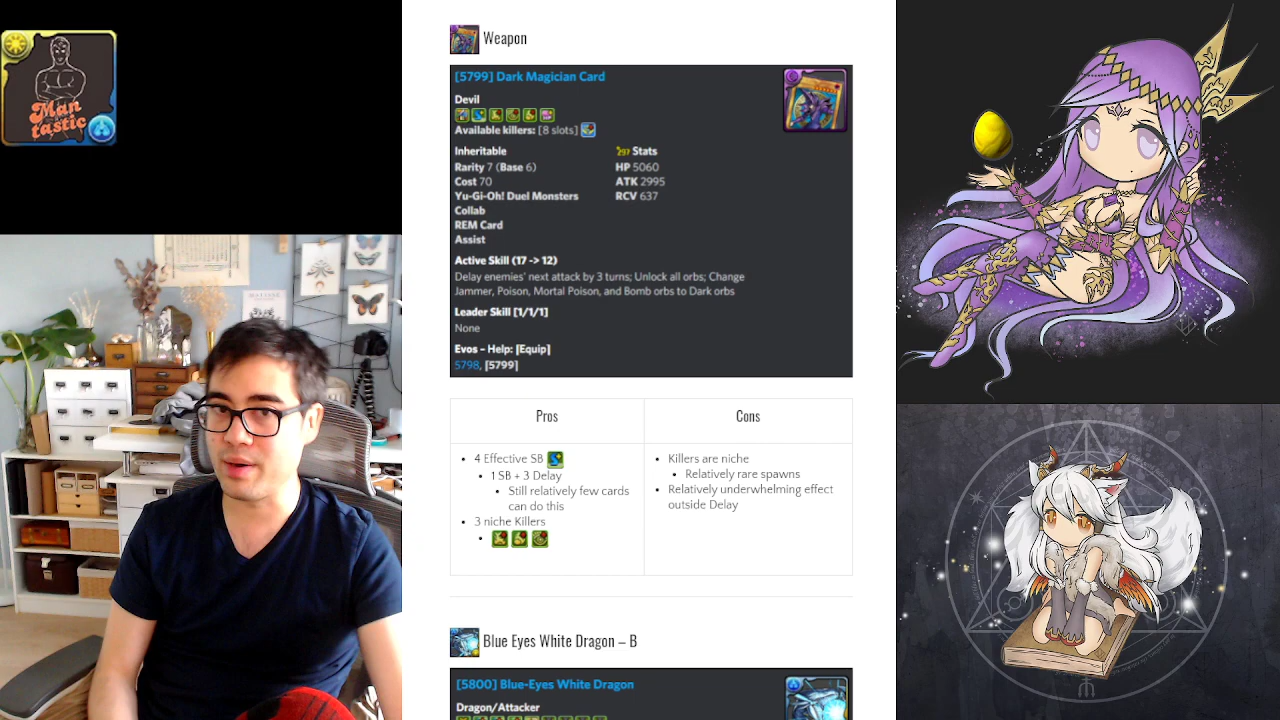 Man
tastic
Weapon
[5799] Dark Magician Card
Devil
Available killers: [8 slots]
Inheritable
Rarity 7 (Base 6)
Cost 70
Yu-Gi-Oh! Duel Monsters
Collab
REM Card
Assist
297 Stats
HP 5060
ATK 2995
RCV 637
Active Skill (17 -> 12)
Delay enemies' next attack by 3 turns; Unlock all orbs; Change
Jammer, Poison, Mortal Poison, and Bomb orbs to Dark orbs
Leader Skill [1/1/1]
None
Evos – Help: [Equip]
5798, [5799]
Pros
Cons
4 Effective SB
1 SB + 3 Delay
Still relatively few cards
can do this
3 niche Killers
Killers are niche
Relatively rare spawns
Relatively underwhelming effect
outside Delay
Blue Eyes White Dragon – B
[5800] Blue-Eyes White Dragon
Dragon/Attacker